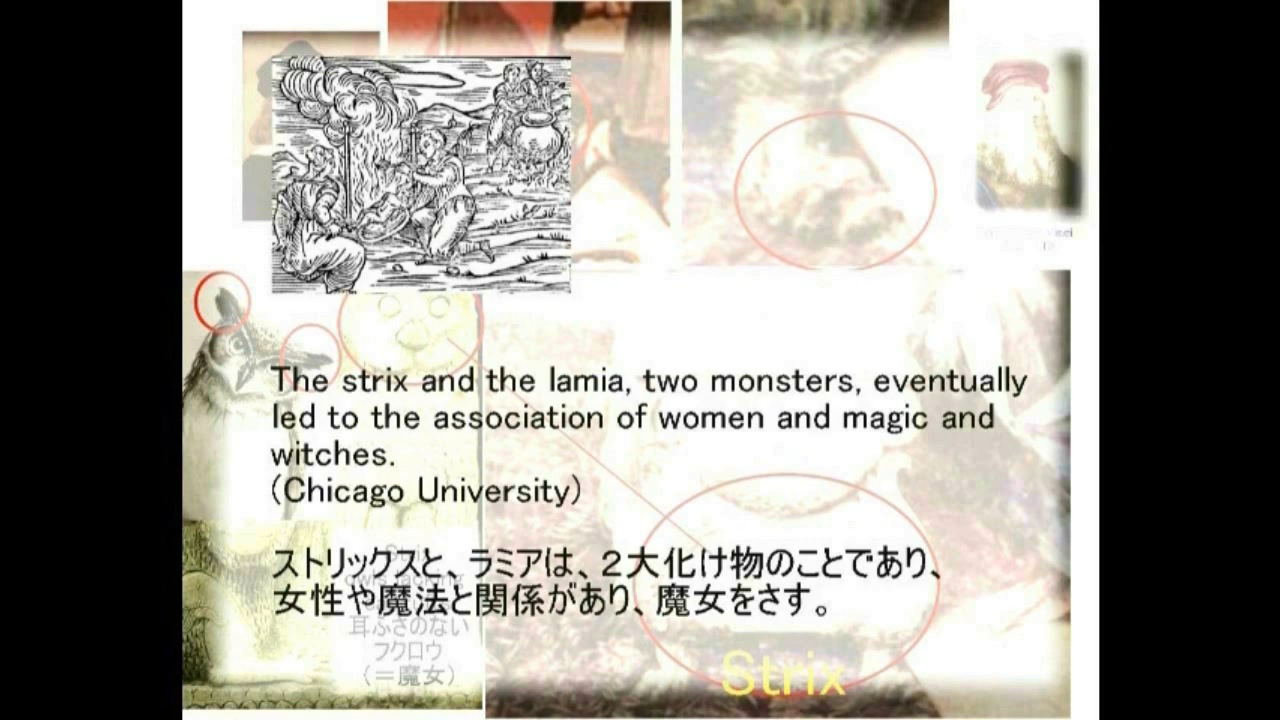 The strix and the lamia, two monsters, eventually
led to the association of women and magic and
witches.
(Chicago University)
ストリックスと、ラミアは、２大化け物のことであり、
女性や魔法と関係があり、魔女をさす。
耳ふさのない
フクロウ
（＝魔女）
Strix